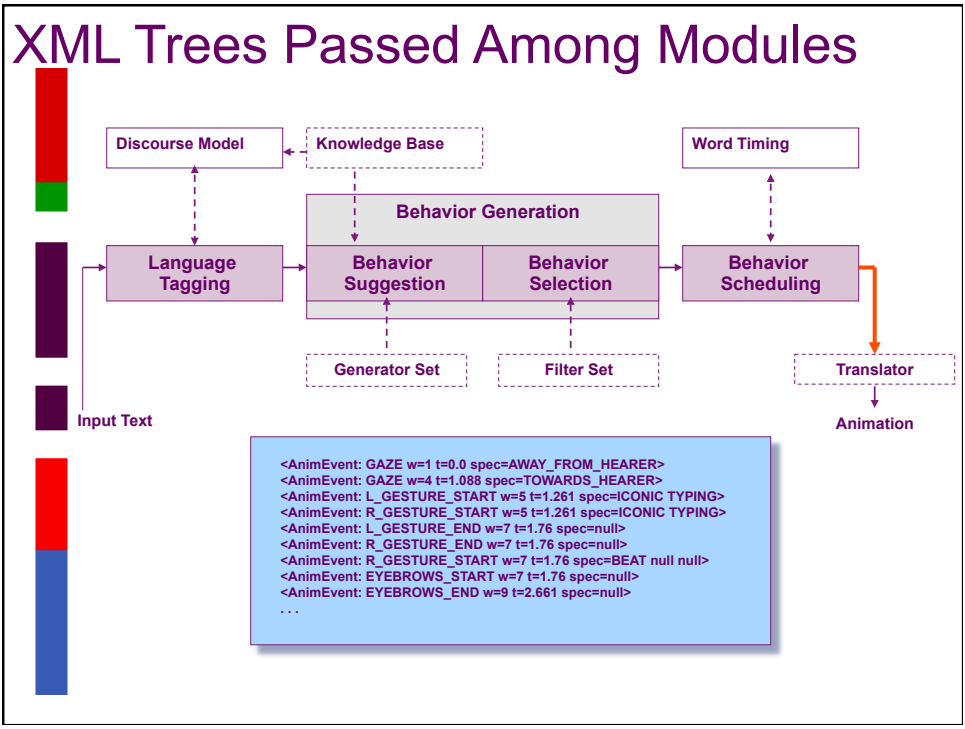 XML Trees Passed Among Modules
Discourse Model
Knowledge Base
Word Timing
Behavior Generation
Language
Tagging
Behavior
Suggestion
Behavior
Selection
Behavior
Scheduling
Generator Set
Filter Set
Translator
Input Text
Animation
<AnimEvent: GAZE w=1 t=0.0 spec=AWAY_FROM_HEARER>
<AnimEvent: GAZE w=4 t=1.088 spec=TOWARDS_HEARER>
<AnimEvent: L_GESTURE_START w=5 t=1.261 spec=ICONIC TYPING>
<AnimEvent: R_GESTURE_START w=5 t=1.261 spec=ICONIC TYPING>
<AnimEvent: L_GESTURE_END w=7 t=1.76 spec=null>
<AnimEvent: R_GESTURE_END w=7 t=1.76 spec=null>
<AnimEvent: R_GESTURE_START w=7 t=1.76 spec=BEAT null null>
<AnimEvent: EYEBROWS_START w=7 t=1.76 spec=null>
<AnimEvent: EYEBROWS_END w=9 t=2.661 spec=null>
. . .